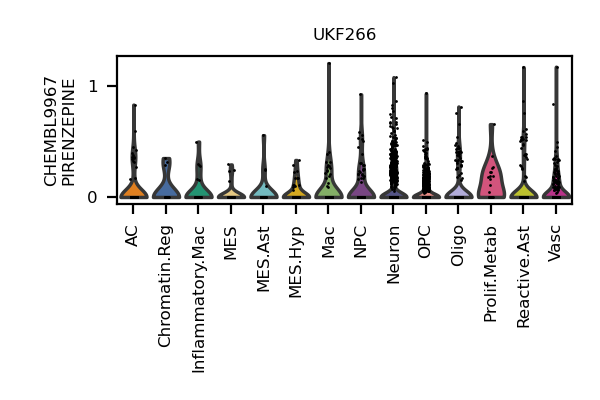 UKF266
CHEMBL9967
PIRENZEPINE
1
0
AC
Chromatin.Reg
Inflammatory.Mac
MES
MES.Ast
MES.Hyp
Mac
NPC
Neuron
OPC
Oligo
Prolif.Metab
Reactive.Ast
Vasc